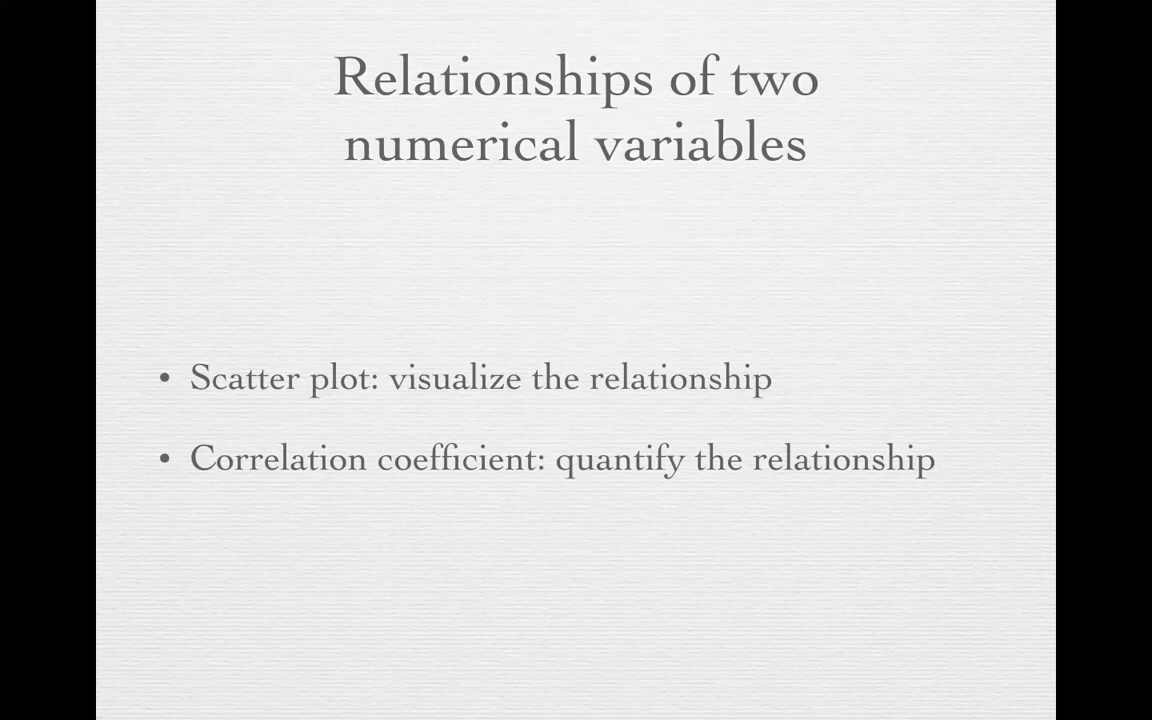 Relationships of two
numerical variables
• Scatter plot: visualize the relationship
• Correlation coefficient: quantify the relationship